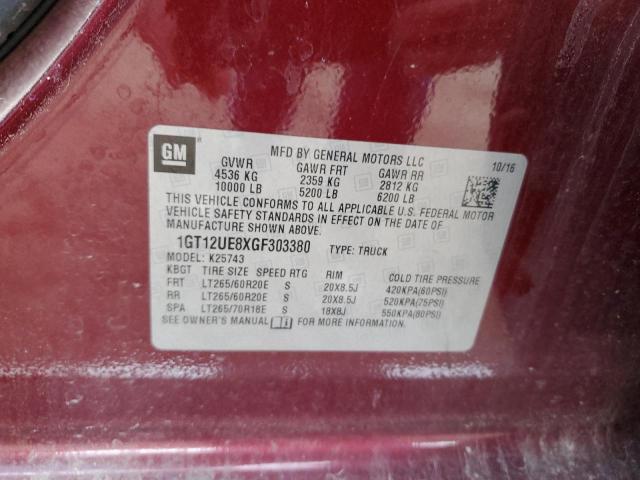 GM
MFD BY GENERAL MOTORS LLC
10/16
GVWR GAWR FRT GAWR RR
4536 KG 2359 KG 2812 KG
10000 LB 5200 LB 6200 LB
THIS VEHICLE CONFORMS TO ALL APPLICABLE U.S. FEDERAL MOTOR
VEHICLE SAFETY STANDARDS IN EFFECT ON THE DATE OF
MANUFACTURE SHOWN ABOVE.
1GT12UE8XGF303380 TYPE: TRUCK
MODEL: K25743
KBGT TIRE SIZE SPEED RTG RIM COLD TIRE PRESSURE
FRT LT265/60R20E S 20X8.5J 420KPA(60PSI)
RR LT265/60R20E S 20X8.5J 520KPA(75PSI)
SPA LT265/70R18E S 18X8J 550KPA(80PSI)
SEE OWNER'S MANUAL FOR MORE INFORMATION.